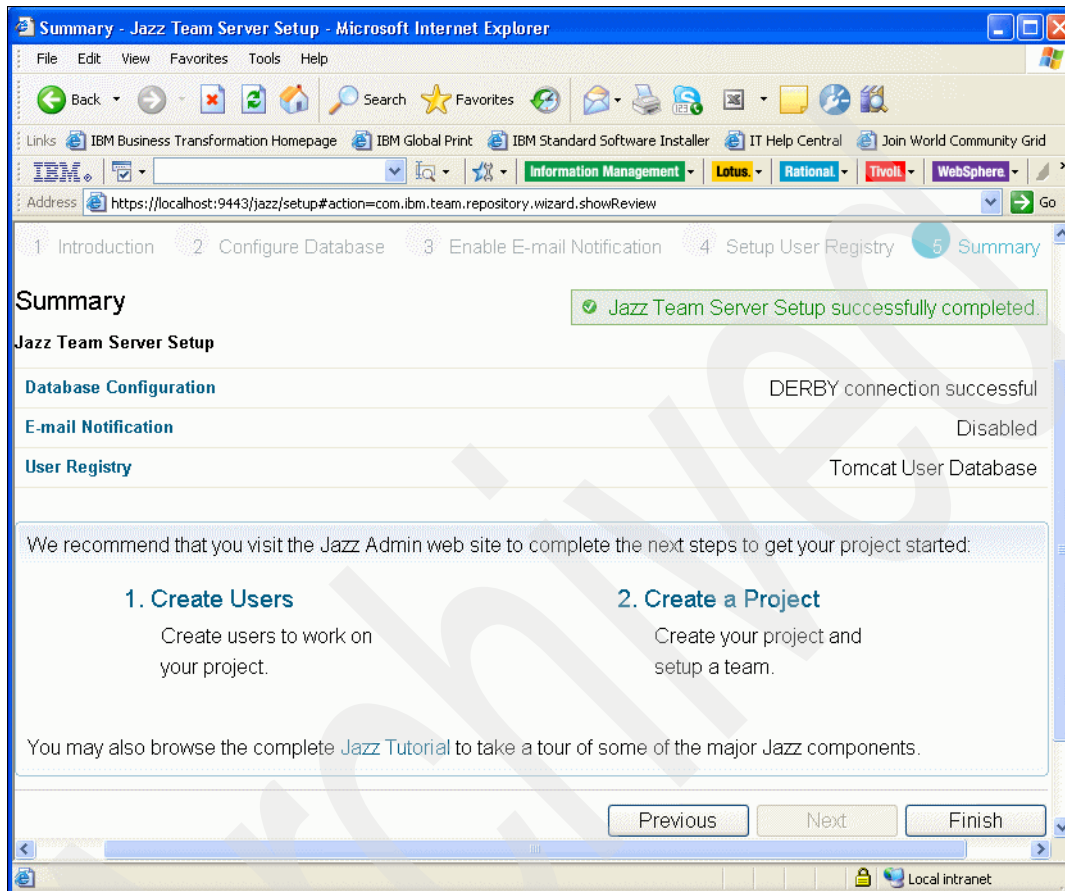 Summary - Jazz Team Server Setup - Microsoft Internet Explorer
File Edit View Favorites Tools Help
Back Search Favorites
Links IBM Business Transformation Homepage IBM Global Print IBM Standard Software Installer IT Help Central Join World Community Grid
IBM Information Management Lotus. Rational. Tivoli. WebSphere.
Address https://localhost:9443/jazz/setup#action=com.ibm.team.repository.wizard.showReview Go
1 Introduction 2 Configure Database 3 Enable E-mail Notification 4 Setup User Registry 5 Summary
Summary
Jazz Team Server Setup successfully completed.
Jazz Team Server Setup
Database Configuration DERBY connection successful
E-mail Notification Disabled
User Registry Tomcat User Database
We recommend that you visit the Jazz Admin web site to complete the next steps to get your project started:
1. Create Users
Create users to work on
your project.
2. Create a Project
Create your project and
setup a team.
You may also browse the complete Jazz Tutorial to take a tour of some of the major Jazz components.
Previous Next Finish
Local intranet
Archived